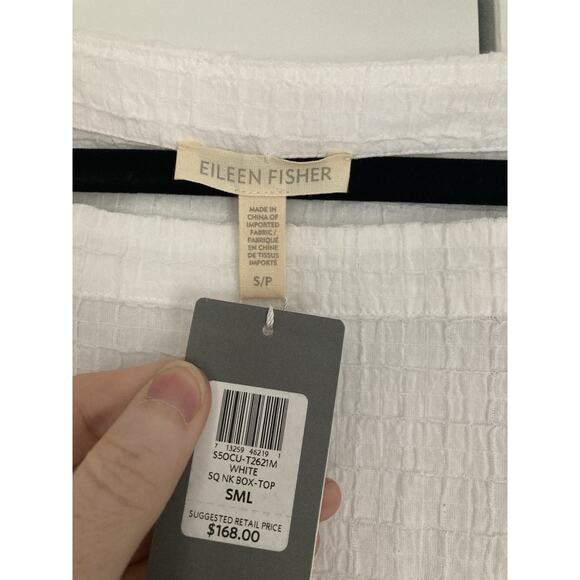 EILEEN FISHER
MADE IN
CHINA OF
IMPORTED
FABRIC /
FABRIQUÉ
EN CHINE
DE TISSUS
IMPORTÉS
S/P
7 13259 46219 1
S5OCU-T2621M
WHITE
SQ NK BOX-TOP
SML
SUGGESTED RETAIL PRICE
$168.00